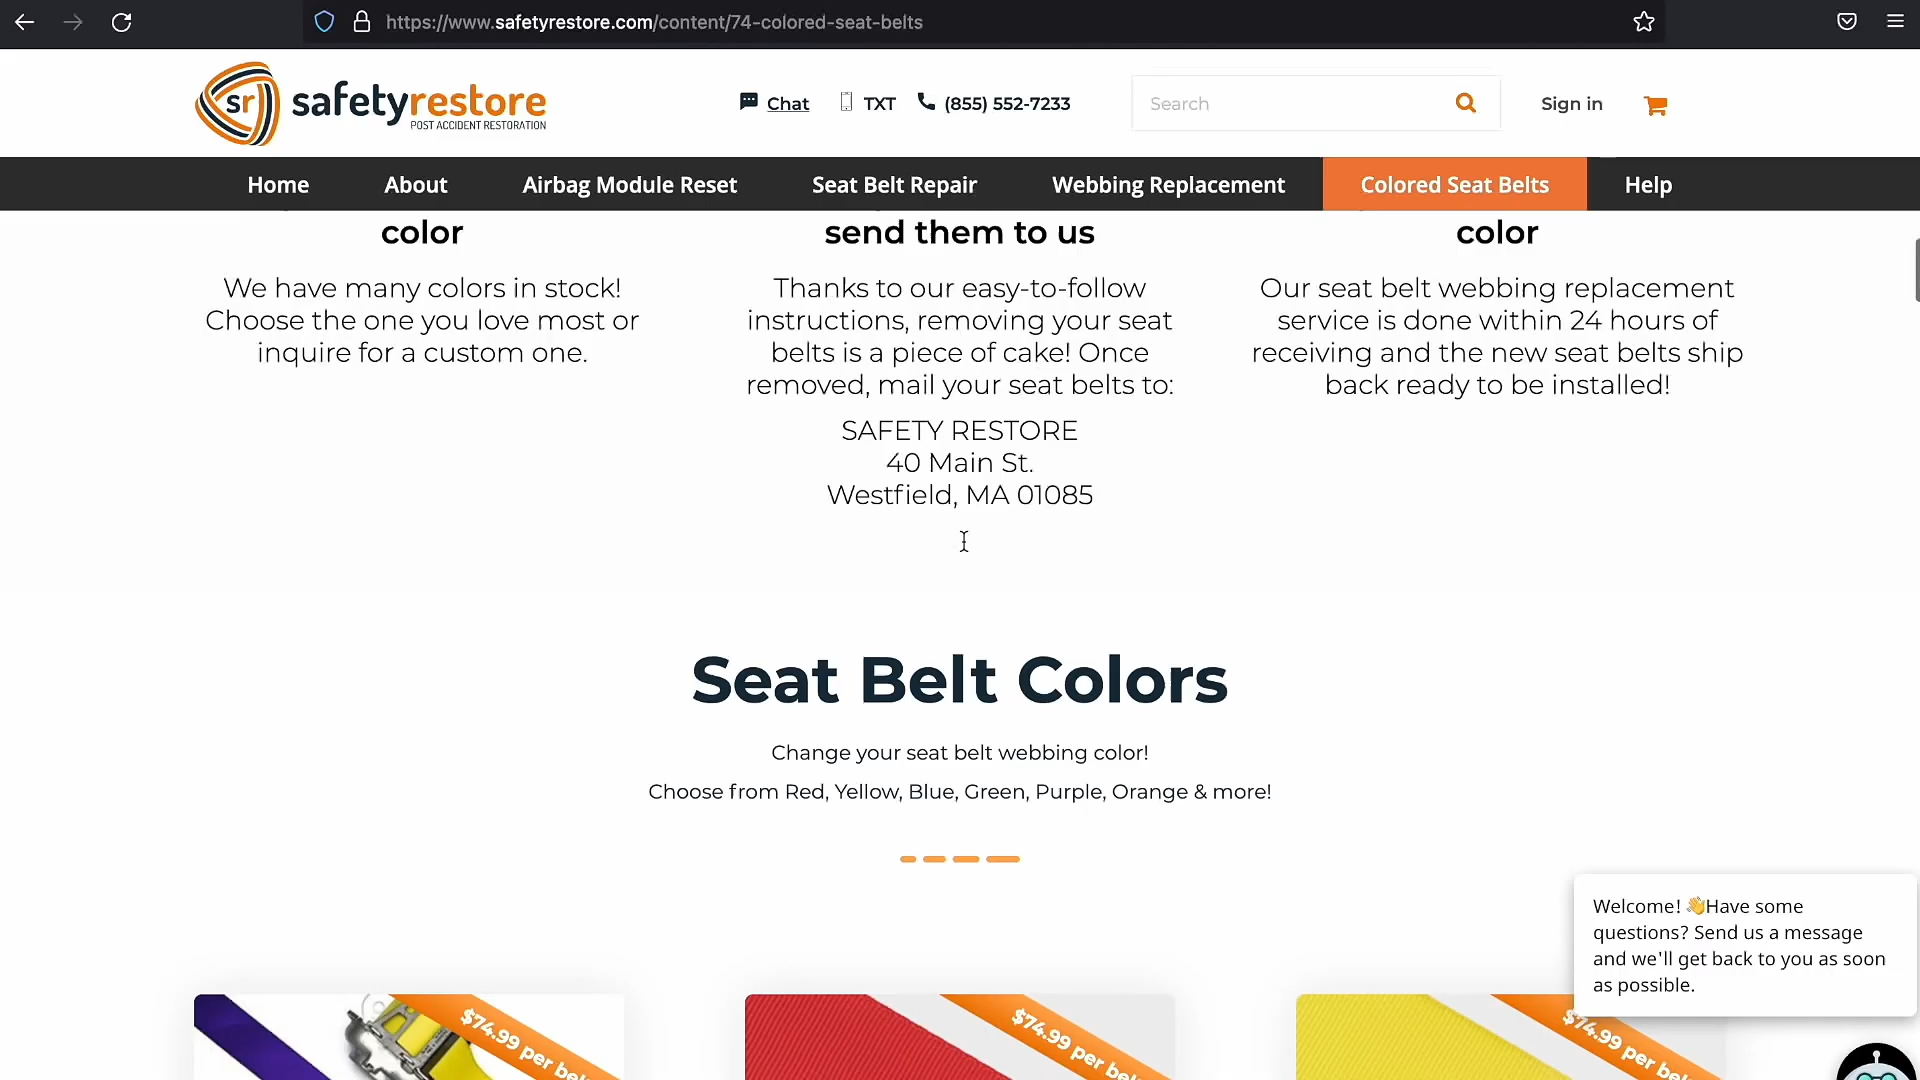 https://www.safetyrestore.com/content/74-colored-seat-belts
sr safetyrestore
POST ACCIDENT RESTORATION
Chat TXT (855) 552-7233
Search
Sign in
Home About Airbag Module Reset Seat Belt Repair Webbing Replacement Colored Seat Belts Help
color
We have many colors in stock!
Choose the one you love most or
inquire for a custom one.
send them to us
Thanks to our easy-to-follow
instructions, removing your seat
belts is a piece of cake! Once
removed, mail your seat belts to:
SAFETY RESTORE
40 Main St.
Westfield, MA 01085
color
Our seat belt webbing replacement
service is done within 24 hours of
receiving and the new seat belts ship
back ready to be installed!
Seat Belt Colors
Change your seat belt webbing color!
Choose from Red, Yellow, Blue, Green, Purple, Orange & more!
$74.99 per belt
$74.99 per belt
$74.99 per belt
Welcome! 👋Have some
questions? Send us a message
and we'll get back to you as soon
as possible.